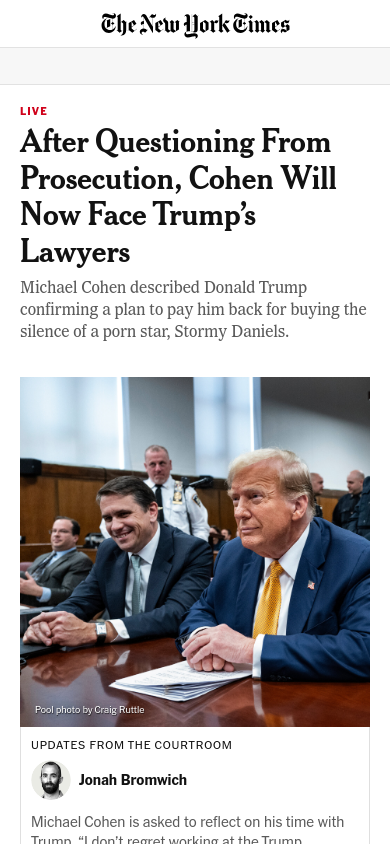 The New York Times
LIVE
After Questioning From
Prosecution, Cohen Will
Now Face Trump’s
Lawyers
Michael Cohen described Donald Trump
confirming a plan to pay him back for buying the
silence of a porn star, Stormy Daniels.
Pool photo by Craig Ruttle
UPDATES FROM THE COURTROOM
Jonah Bromwich
Michael Cohen is asked to reflect on his time with
Trump. “I don’t regret working at the Trump